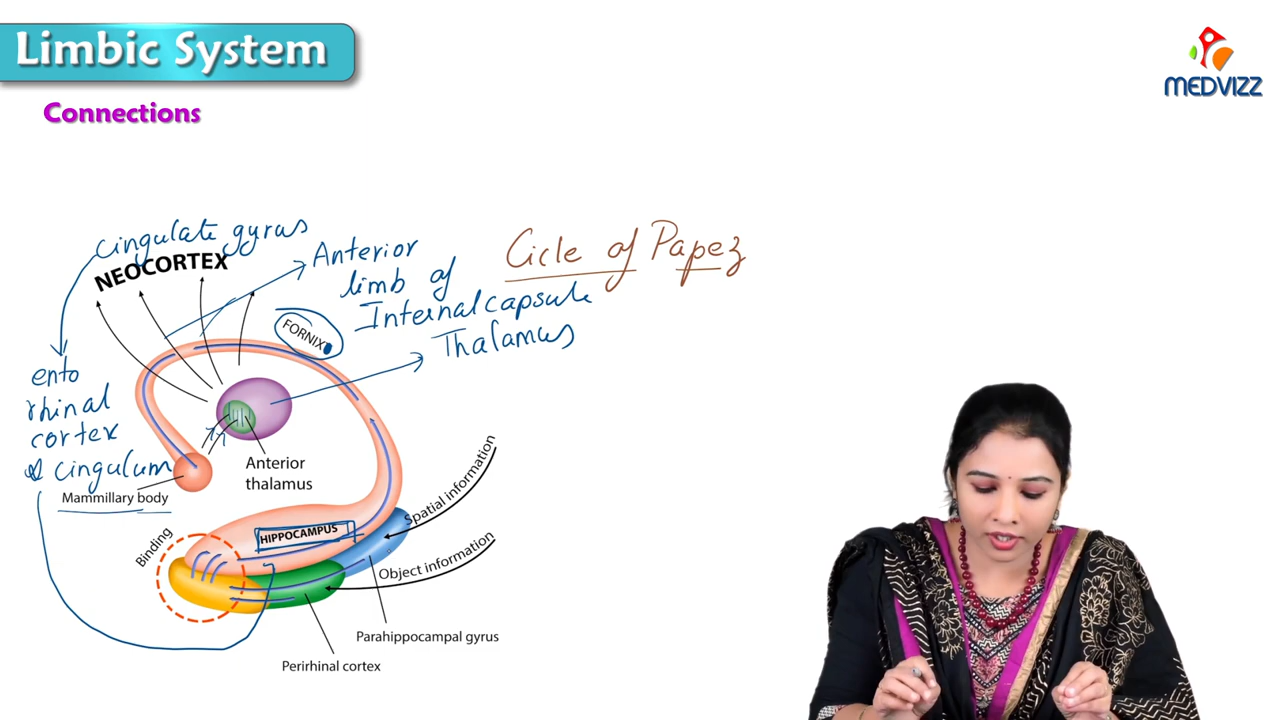 Limbic System
MEDVIZZ
Connections
cingulate gyrus
NEOCORTEX
Anterior
limb of
Internal capsule
Thalamus
Cicle of Papez
FORNIX
ento
rhinal
cortex
& cingulum
Mammillary body
Anterior
thalamus
HIPPOCAMPUS
Binding
Spatial information
Object information
Parahippocampal gyrus
Perirhinal cortex